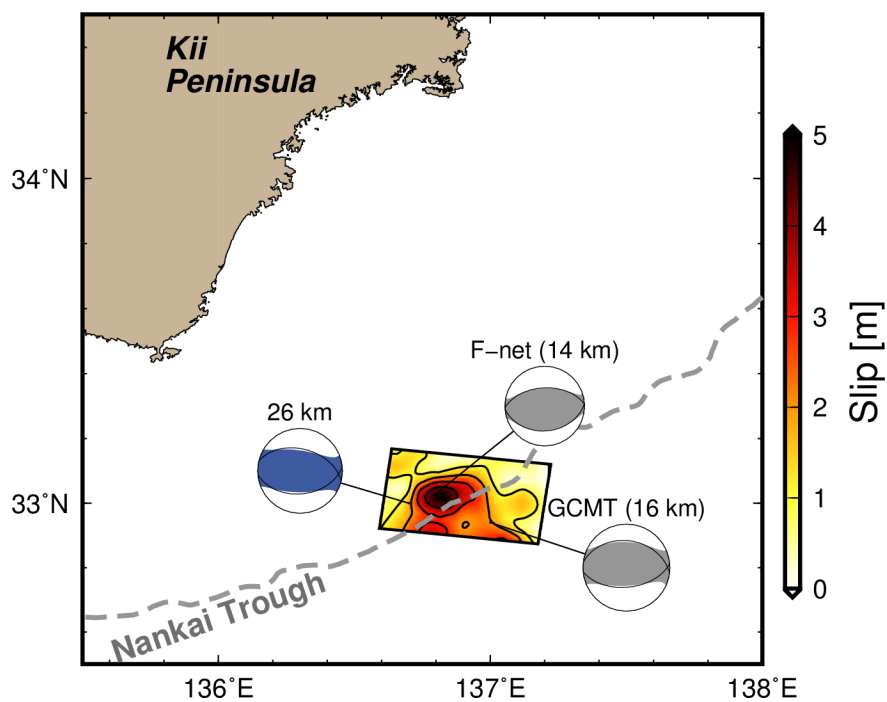 Kii
Peninsula
34˚N
33˚N
136˚E
137˚E
138˚E
F−net (14 km)
26 km
GCMT (16 km)
Nankai Trough
5
4
3
2
1
0
Slip [m]